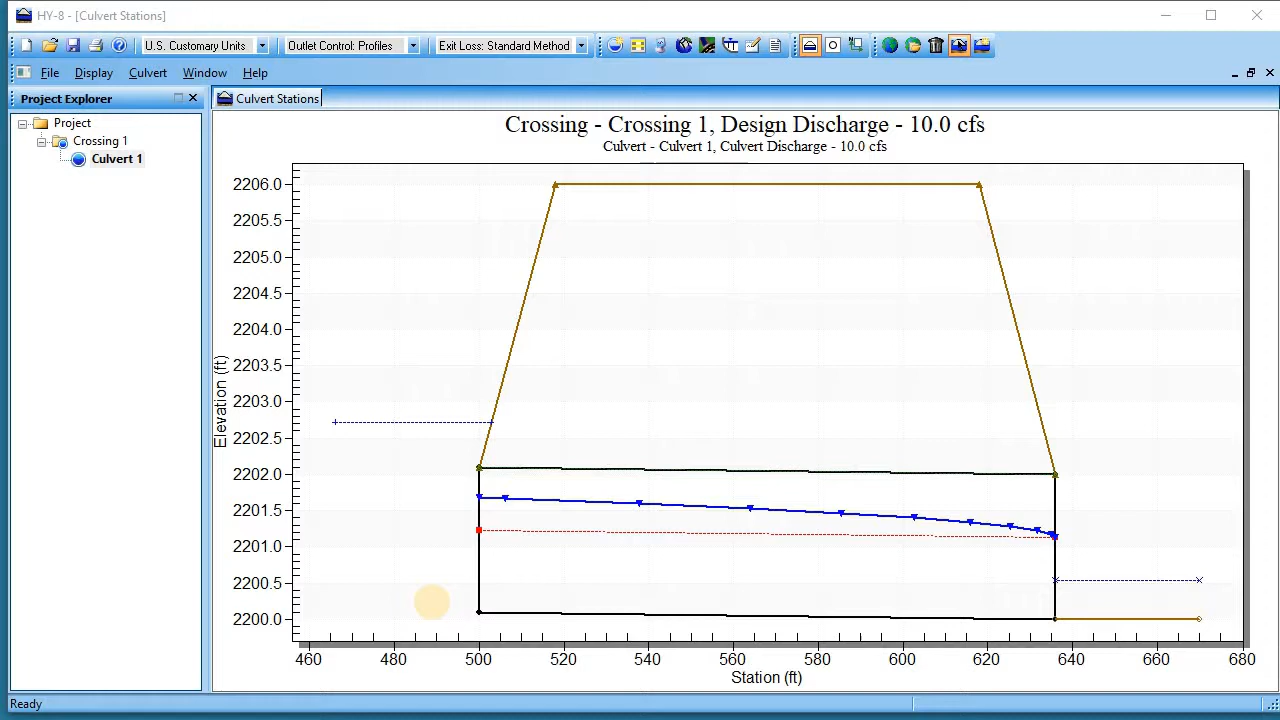 HY-8 - [Culvert Stations]
U.S. Customary Units
Outlet Control: Profiles
Exit Loss: Standard Method
File Display Culvert Window Help
Project Explorer
Culvert Stations
Project
Crossing 1
Culvert 1
Crossing - Crossing 1, Design Discharge - 10.0 cfs
Culvert - Culvert 1, Culvert Discharge - 10.0 cfs
2206.0
2205.5
2205.0
2204.5
2204.0
2203.5
2203.0
2202.5
2202.0
2201.5
2201.0
2200.5
2200.0
Elevation (ft)
460 480 500 520 540 560 580 600 620 640 660 680
Station (ft)
Ready